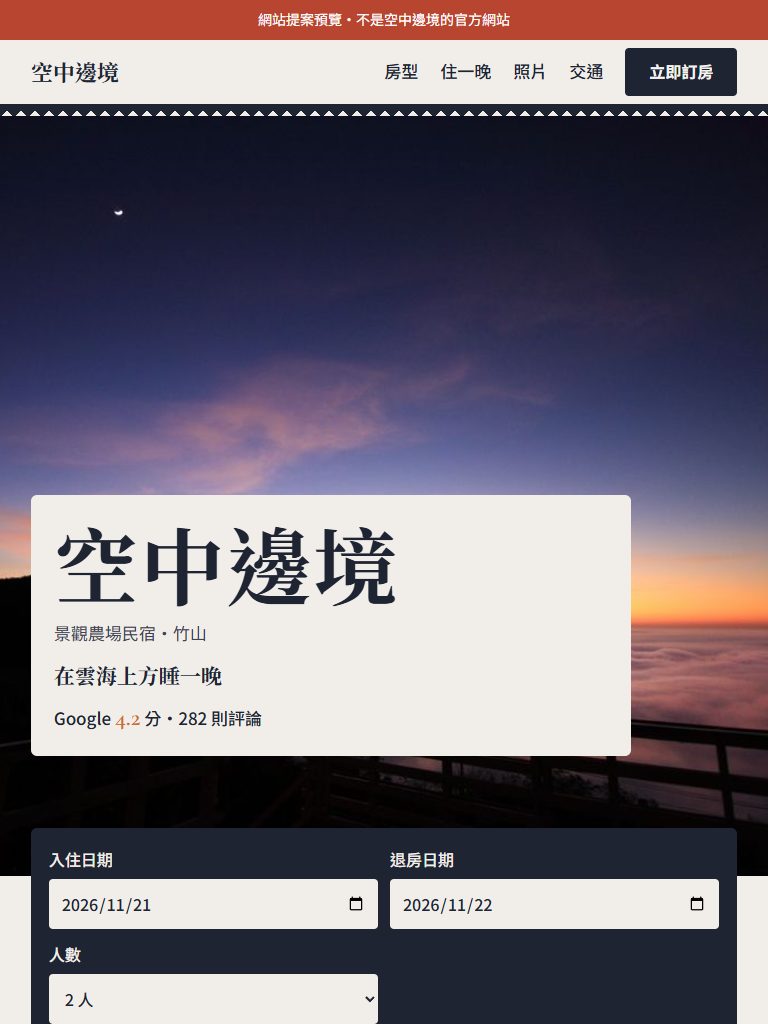 網站提案預覽・不是空中邊境的官方網站
空中邊境
房型 住一晚 照片 交通 立即訂房
空中邊境
景觀農場民宿・竹山
在雲海上方睡一晚
Google 4.2 分・282 則評論
入住日期 退房日期
2026/11/21 2026/11/22
人數
2 人